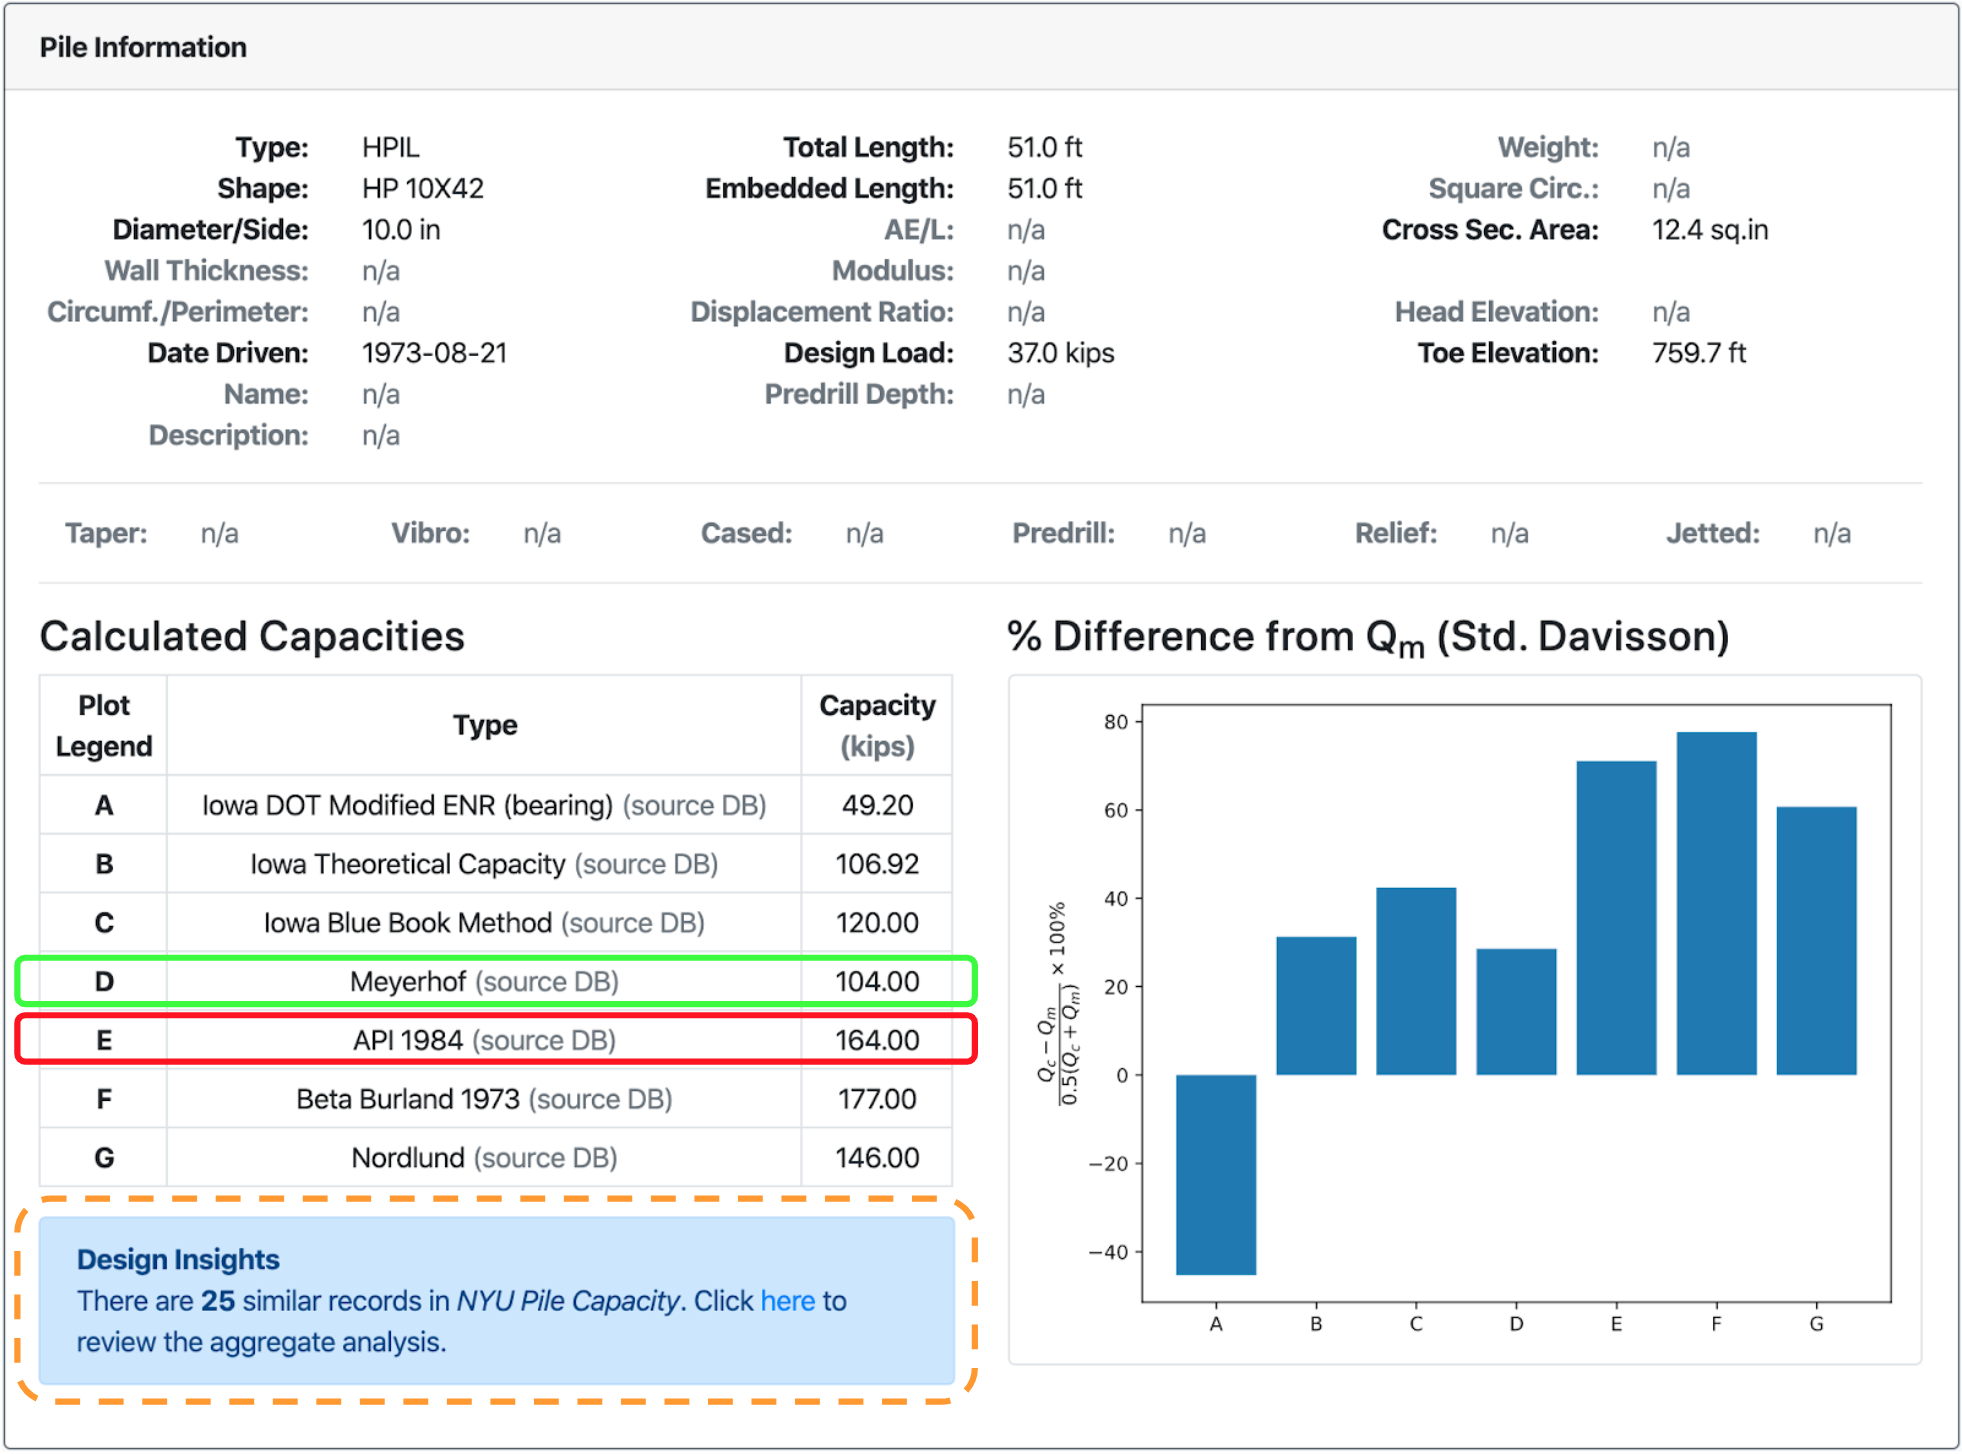 Pile Information
Type: HPIL Total Length: 51.0 ft Weight: n/a
Shape: HP 10X42 Embedded Length: 51.0 ft Square Circ.: n/a
Diameter/Side: 10.0 in AE/L: n/a Cross Sec. Area: 12.4 sq.in
Wall Thickness: n/a Modulus: n/a
Circumf./Perimeter: n/a Displacement Ratio: n/a Head Elevation: n/a
Date Driven: 1973-08-21 Design Load: 37.0 kips Toe Elevation: 759.7 ft
Name: n/a Predrill Depth: n/a
Description: n/a
Taper: n/a Vibro: n/a Cased: n/a Predrill: n/a Relief: n/a Jetted: n/a
Calculated Capacities
Plot Legend Type Capacity (kips)
A Iowa DOT Modified ENR (bearing) (source DB) 49.20
B Iowa Theoretical Capacity (source DB) 106.92
C Iowa Blue Book Method (source DB) 120.00
D Meyerhof (source DB) 104.00
E API 1984 (source DB) 164.00
F Beta Burland 1973 (source DB) 177.00
G Nordlund (source DB) 146.00
Design Insights
There are 25 similar records in NYU Pile Capacity. Click here to
review the aggregate analysis.
% Difference from Qm (Std. Davisson)
Qc − Qm
0.5(Qc + Qm)
× 100%
80
60
40
20
0
−20
−40
A B C D E F G